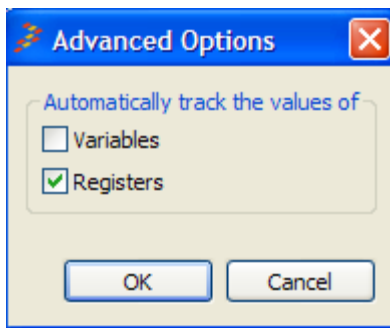 Advanced Options
Automatically track the values of
Variables
Registers
OK Cancel